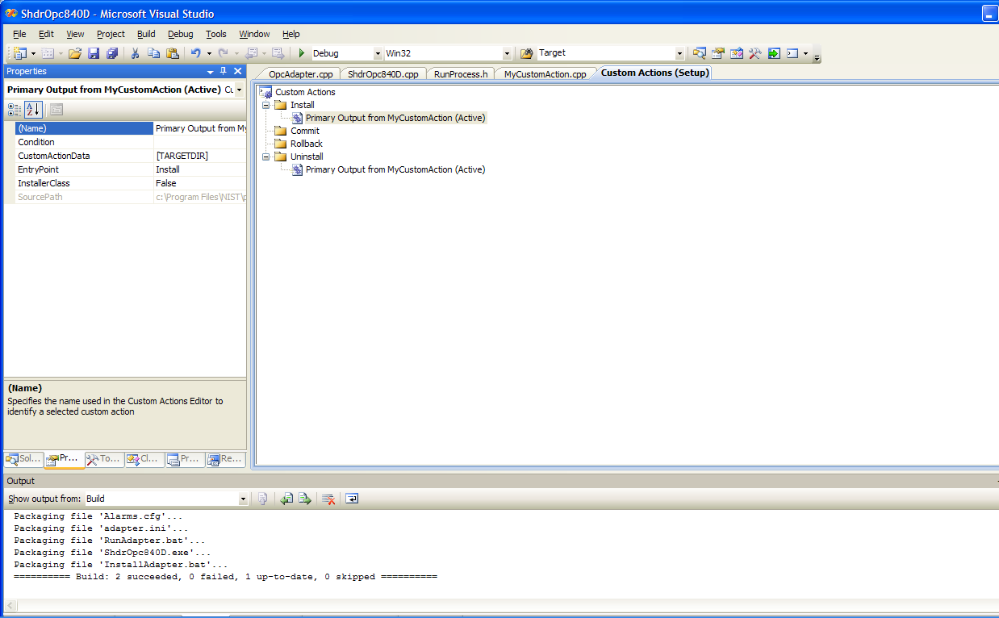 ShdrOpc840D - Microsoft Visual Studio
File Edit View Project Build Debug Tools Window Help
Debug Win32 Target
Properties
Primary Output from MyCustomAction (Active) Cu
OpcAdapter.cpp ShdrOpc840D.cpp RunProcess.h MyCustomAction.cpp Custom Actions (Setup)
(Name) Primary Output from My
Condition
CustomActionData [TARGETDIR]
EntryPoint Install
InstallerClass False
SourcePath c:\Program Files\NIST\p
Custom Actions
Install
Primary Output from MyCustomAction (Active)
Commit
Rollback
Uninstall
Primary Output from MyCustomAction (Active)
(Name)
Specifies the name used in the Custom Actions Editor to
identify a selected custom action
Sol... Pr... To... Cl... Pr... Re...
Output
Show output from: Build
Packaging file 'Alarms.cfg'...
Packaging file 'adapter.ini'...
Packaging file 'RunAdapter.bat'...
Packaging file 'ShdrOpc840D.exe'...
Packaging file 'InstallAdapter.bat'...
========== Build: 2 succeeded, 0 failed, 1 up-to-date, 0 skipped ==========